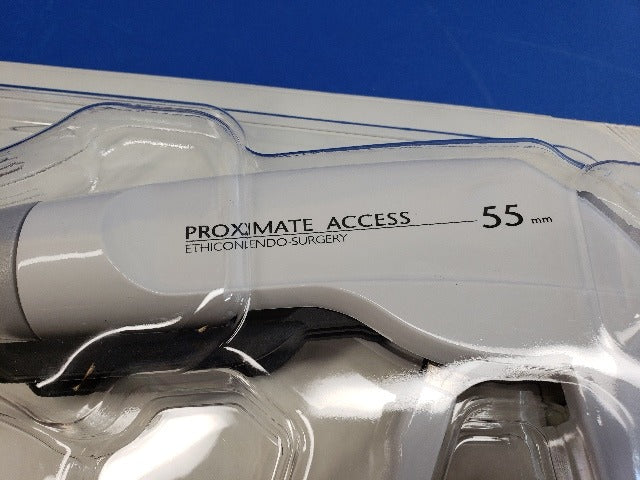 PROXIMATE ACCESS 55 mm
ETHICON ENDO-SURGERY